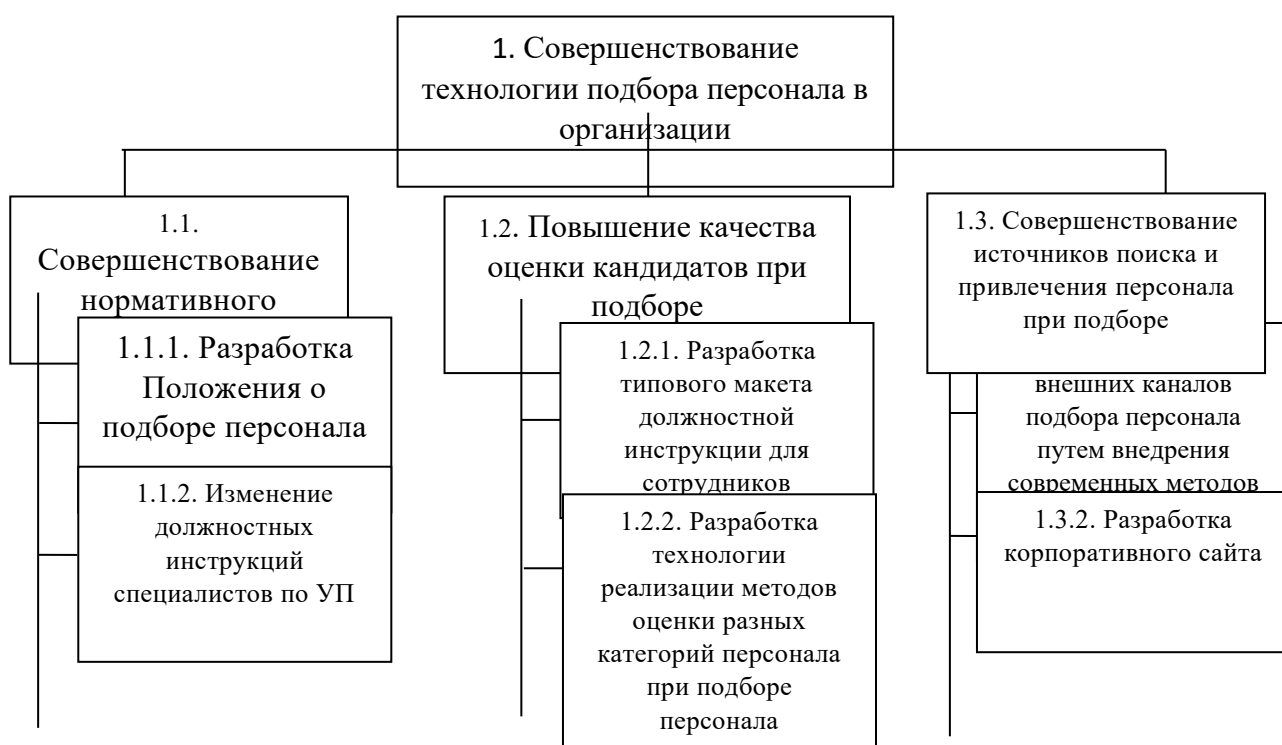 1. Совершенствование
технологии подбора персонала в
организации
1.1.
Совершенствование
нормативного
1.1.1. Разработка
Положения о
подборе персонала
1.1.2. Изменение
должностных
инструкций
специалистов по УП
1.2. Повышение качества
оценки кандидатов при
подборе
1.2.1. Разработка
типового макета
должностной
инструкции для
сотрудников
1.2.2. Разработка
технологии
реализации методов
оценки разных
категорий персонала
при подборе
персонала
1.3. Совершенствование
источников поиска и
привлечения персонала
при подборе
внешних каналов
подбора персонала
путем внедрения
современных методов
1.3.2. Разработка
корпоративного сайта